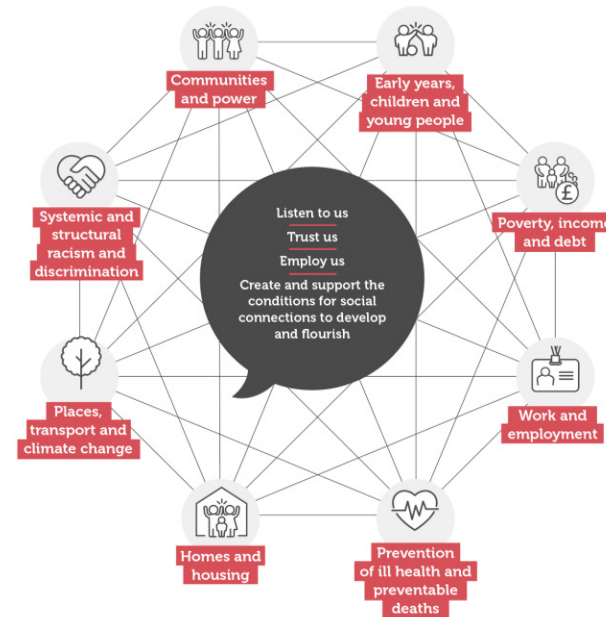 Communities
and power
Early years,
children and
young people
Systemic and
structural
racism and
discrimination
Listen to us
Trust us
Employ us
Create and support the
conditions for social
connections to develop
and flourish
Poverty, income
and debt
£
Places,
transport and
climate change
Work and
employment
Homes and
housing
Prevention
of ill health and
preventable
deaths